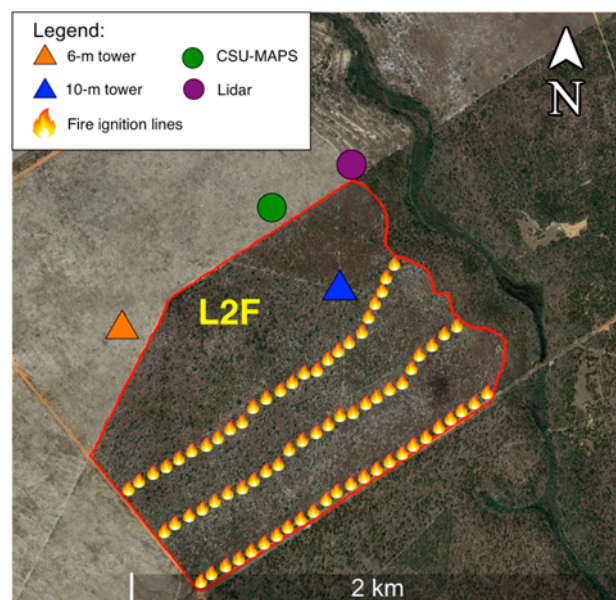 Legend:
6-m tower
CSU-MAPS
10-m tower
Lidar
Fire ignition lines
N
L2F
2 km